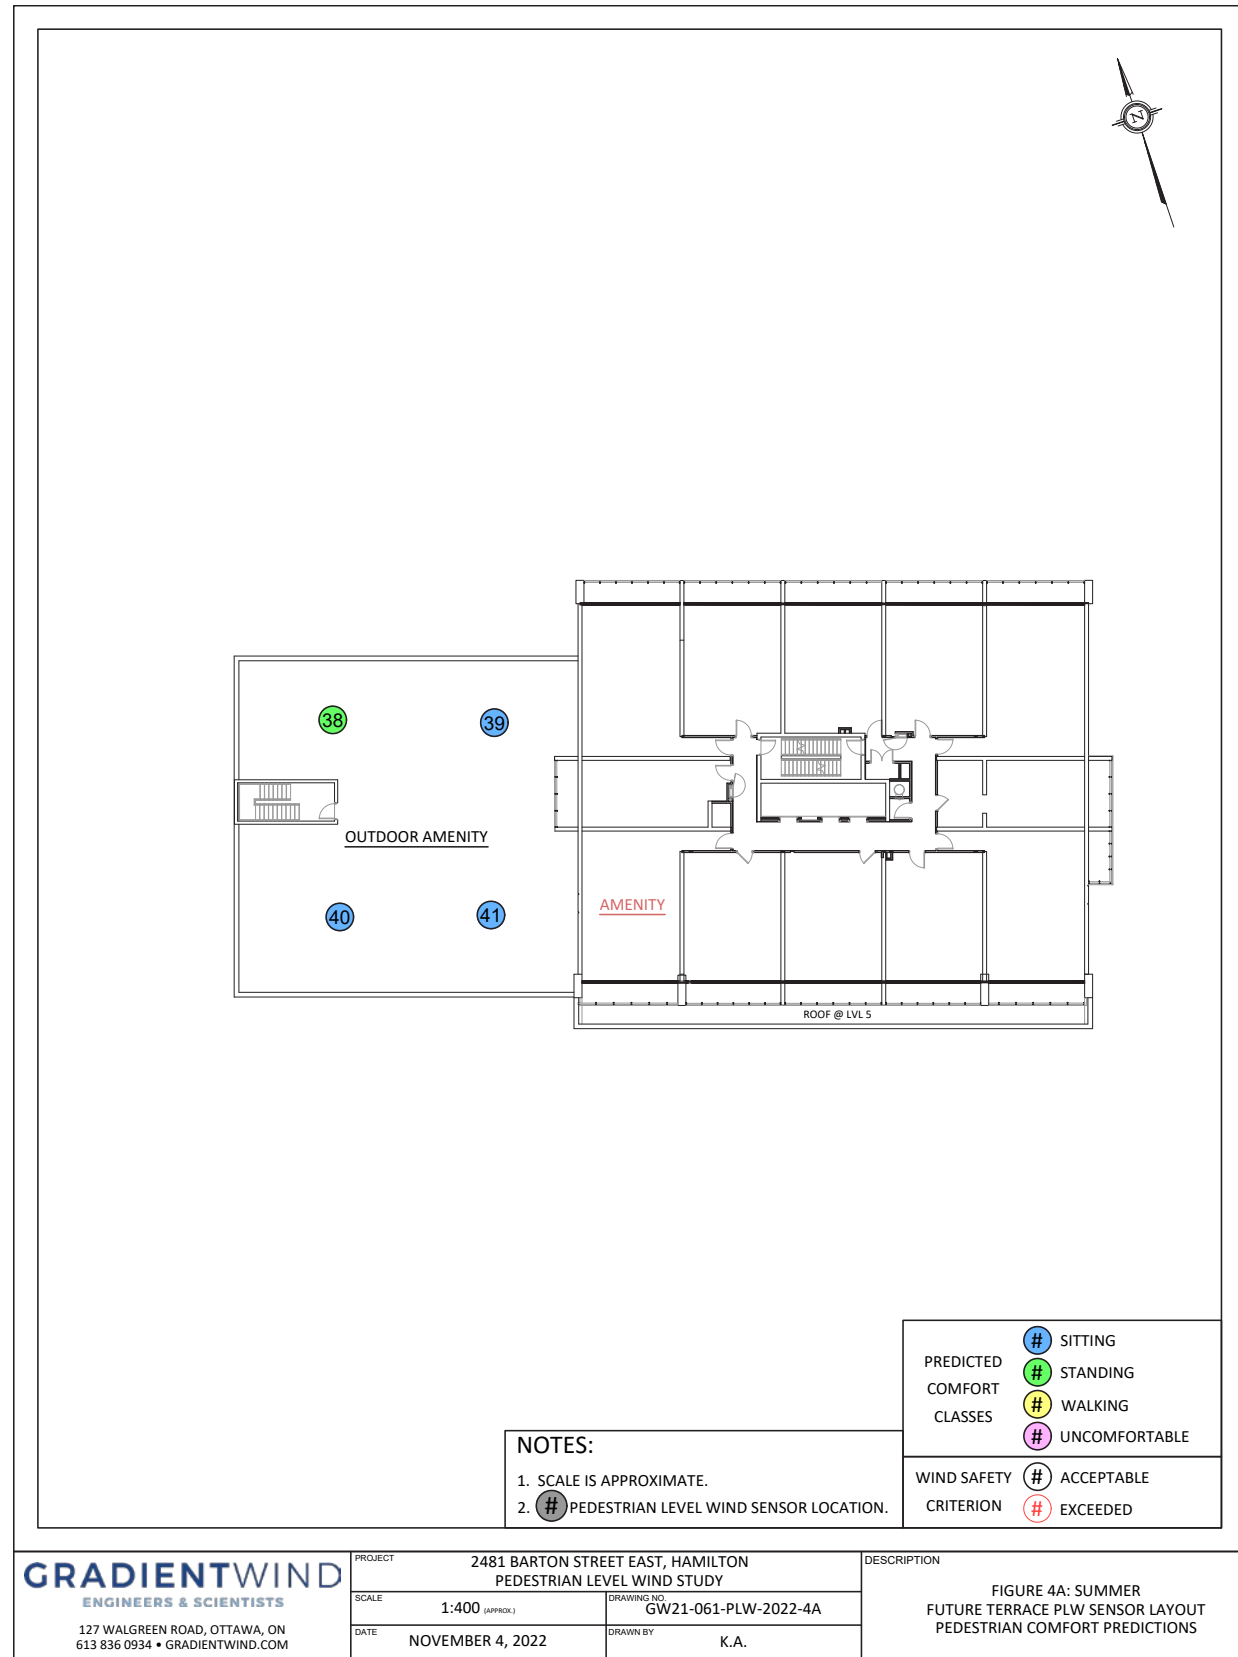 N
38
39
OUTDOOR AMENITY
40
41
AMENITY
ROOF @ LVL 5
PREDICTED
COMFORT
CLASSES
# SITTING
# STANDING
# WALKING
# UNCOMFORTABLE
WIND SAFETY
CRITERION
# ACCEPTABLE
# EXCEEDED
NOTES:
1. SCALE IS APPROXIMATE.
2. # PEDESTRIAN LEVEL WIND SENSOR LOCATION.
GRADIENTWIND
ENGINEERS & SCIENTISTS
127 WALGREEN ROAD, OTTAWA, ON
613 836 0934 • GRADIENTWIND.COM
PROJECT
2481 BARTON STREET EAST, HAMILTON
PEDESTRIAN LEVEL WIND STUDY
SCALE
1:400 (APPROX.)
DRAWING NO.
GW21-061-PLW-2022-4A
DATE
NOVEMBER 4, 2022
DRAWN BY
K.A.
DESCRIPTION
FIGURE 4A: SUMMER
FUTURE TERRACE PLW SENSOR LAYOUT
PEDESTRIAN COMFORT PREDICTIONS